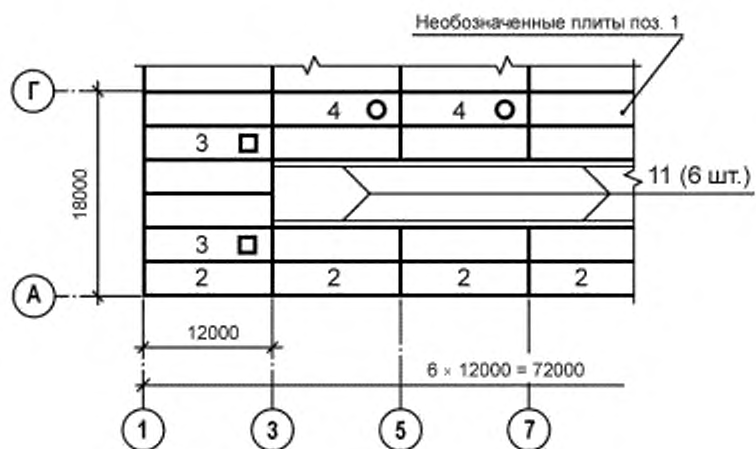 Необозначенные плиты поз. 1
Г
4 4
3
11 (6 шт.)
18000
3
2 2 2 2
А
12000
6 × 12000 = 72000
1 3 5 7